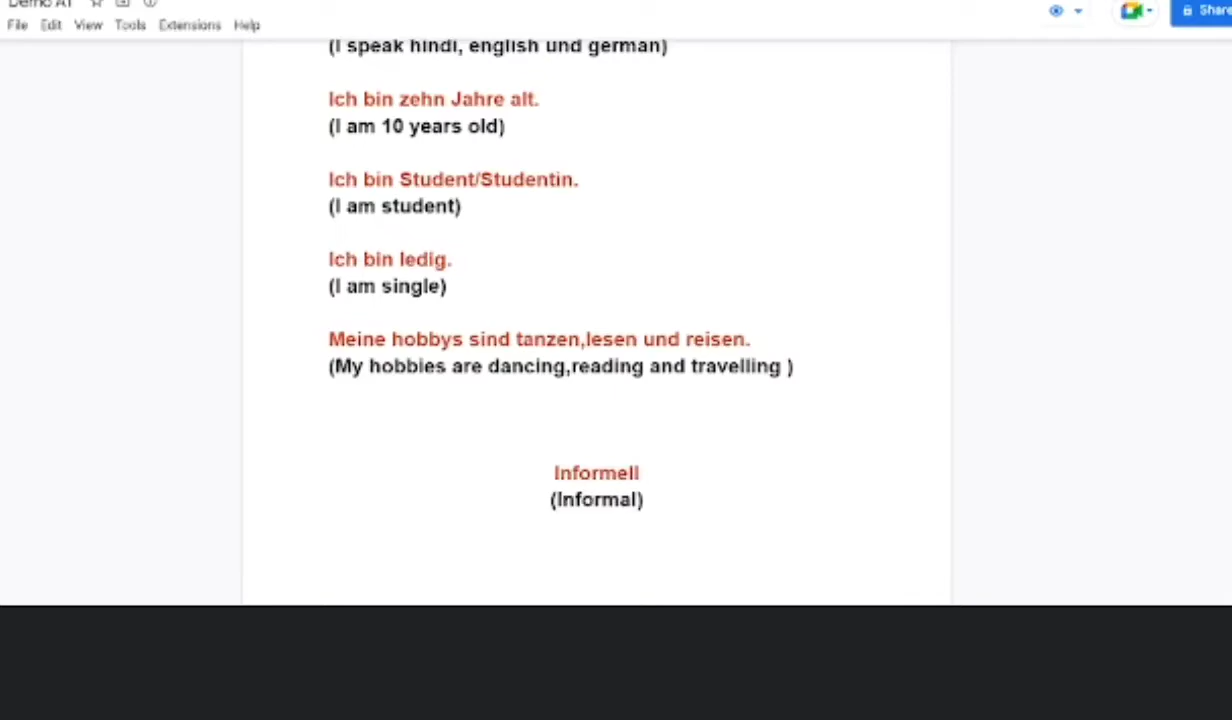 Demo A1
Share
File Edit View Tools Extensions Help
(I speak hindi, english und german)
Ich bin zehn Jahre alt.
(I am 10 years old)
Ich bin Student/Studentin.
(I am student)
Ich bin ledig.
(I am single)
Meine hobbys sind tanzen,lesen und reisen.
(My hobbies are dancing,reading and travelling )
Informell
(Informal)